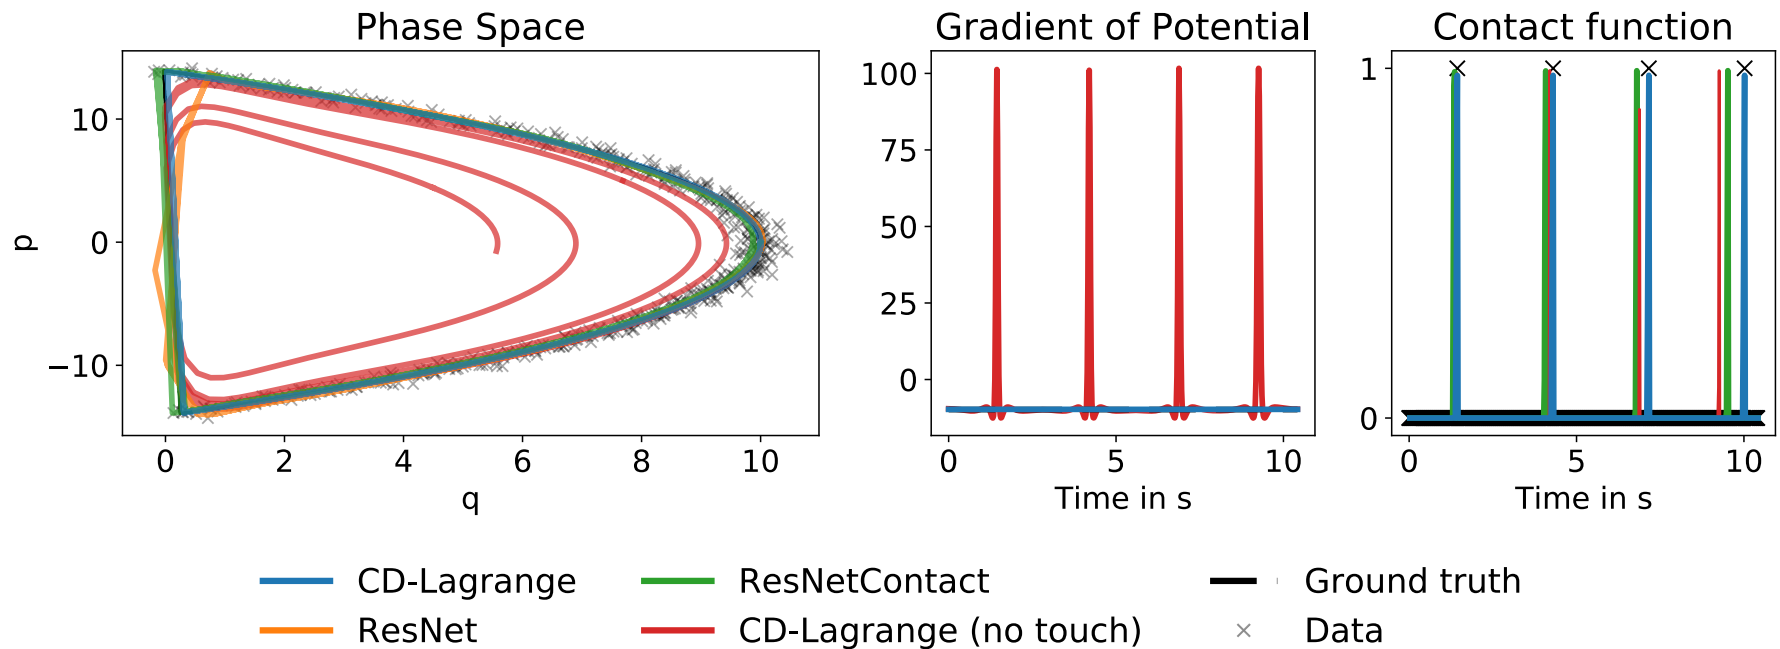 Phase Space
Gradient of Potential
Contact function
10
0
−10
p
0 2 4 6 8 10
q
100
75
50
25
0
0 5 10
Time in s
1
0
0 5 10
Time in s
CD-Lagrange
ResNetContact
Ground truth
ResNet
CD-Lagrange (no touch)
Data